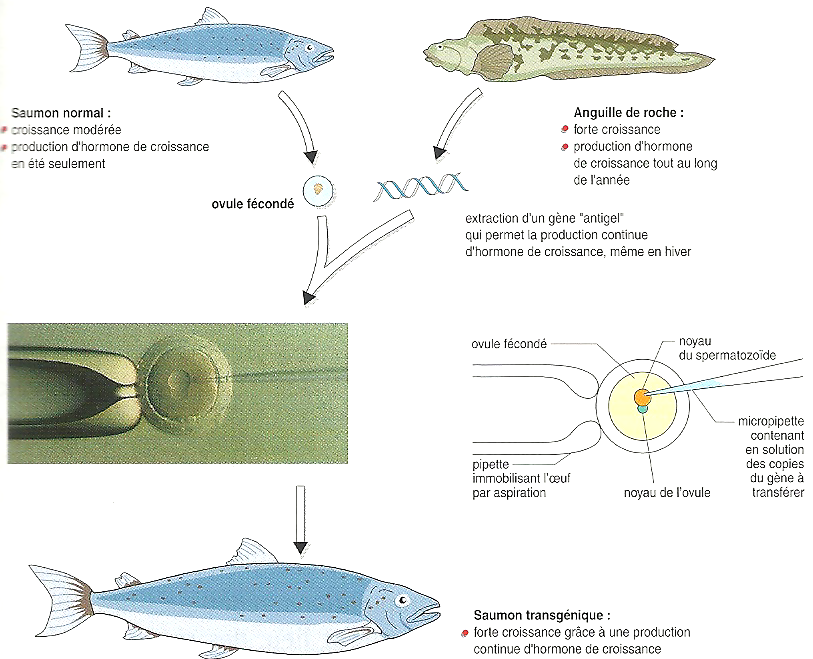 Saumon normal :
croissance modérée
production d'hormone de croissance
en été seulement
Anguille de roche :
forte croissance
production d'hormone
de croissance tout au long
de l'année
ovule fécondé
extraction d'un gène "antigel"
qui permet la production continue
d'hormone de croissance, même en hiver
ovule fécondé
noyau
du spermatozoïde
micropipette
contenant
en solution
des copies
du gène à
transférer
pipette
immobilisant l'œuf
par aspiration
noyau de l'ovule
Saumon transgénique :
forte croissance grâce à une production
continue d'hormone de croissance